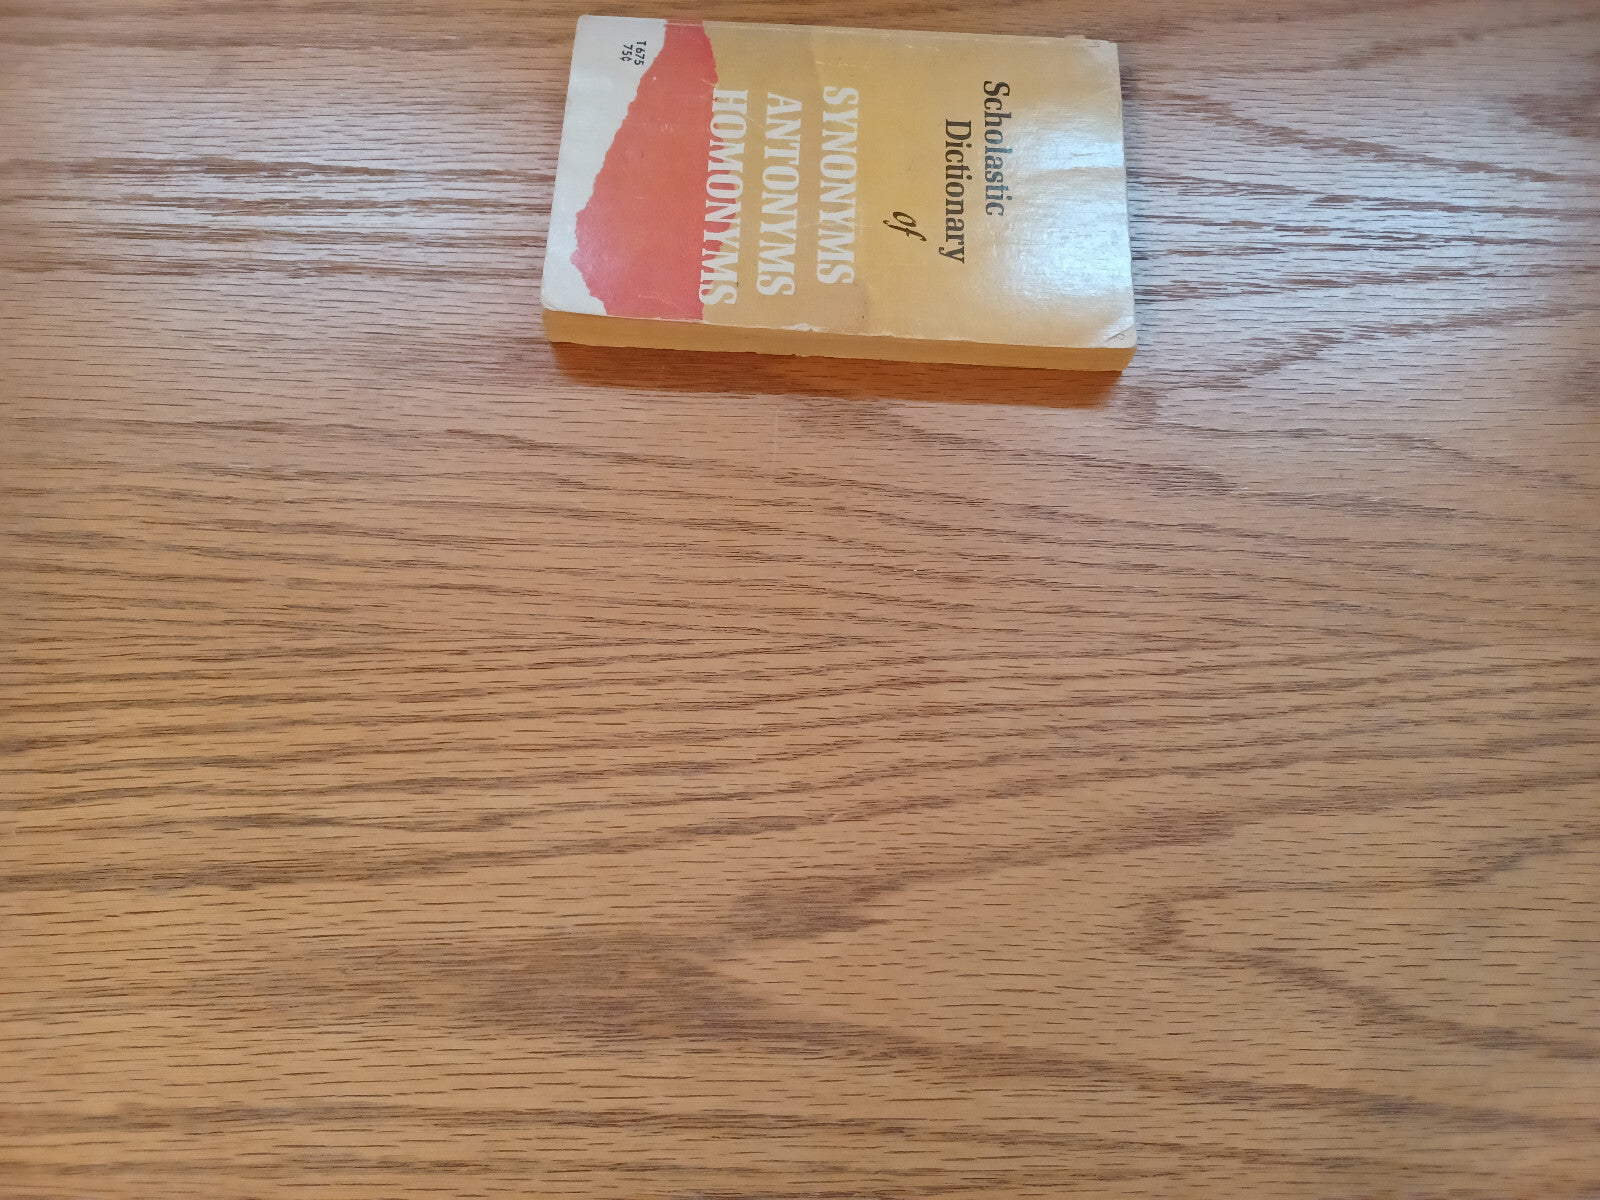 Scholastic
Dictionary
of
SYNONYMS
ANTONYMS
HOMONYMS
T675
75¢